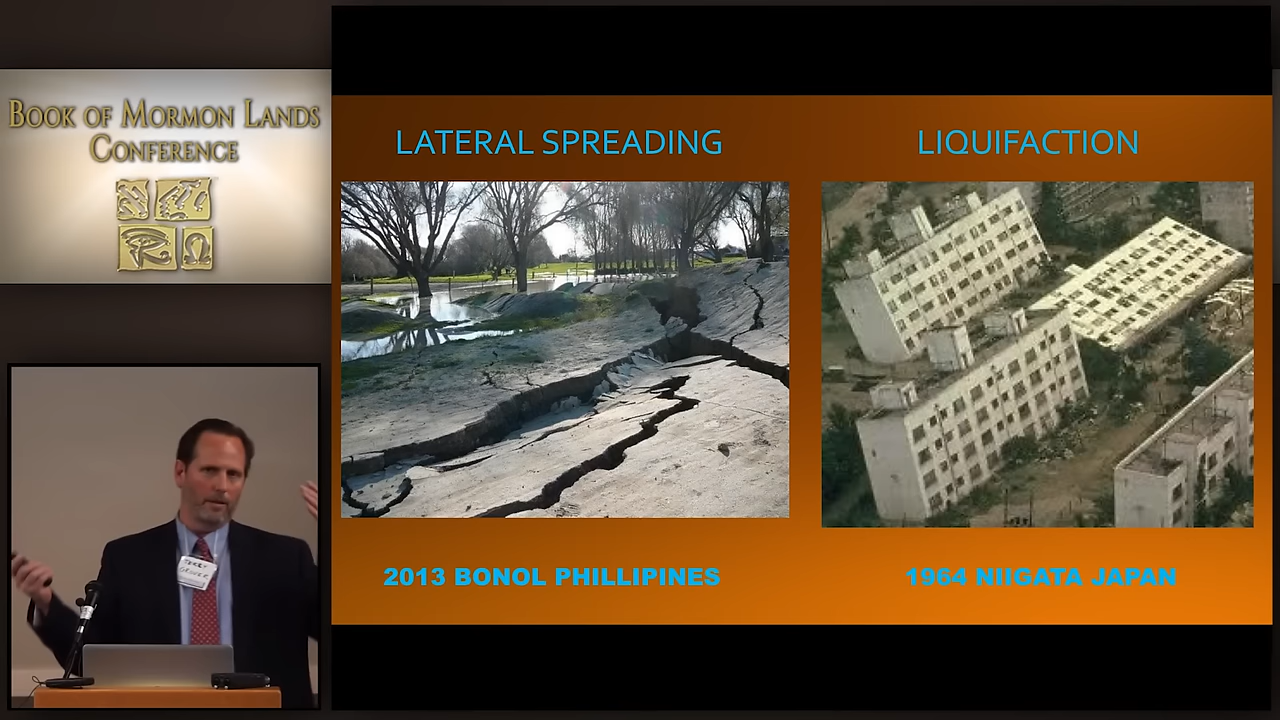 BOOK OF MORMON LANDS
CONFERENCE
LATERAL SPREADING
LIQUIFACTION
2013 BONOL PHILLIPINES
1964 NIIGATA JAPAN